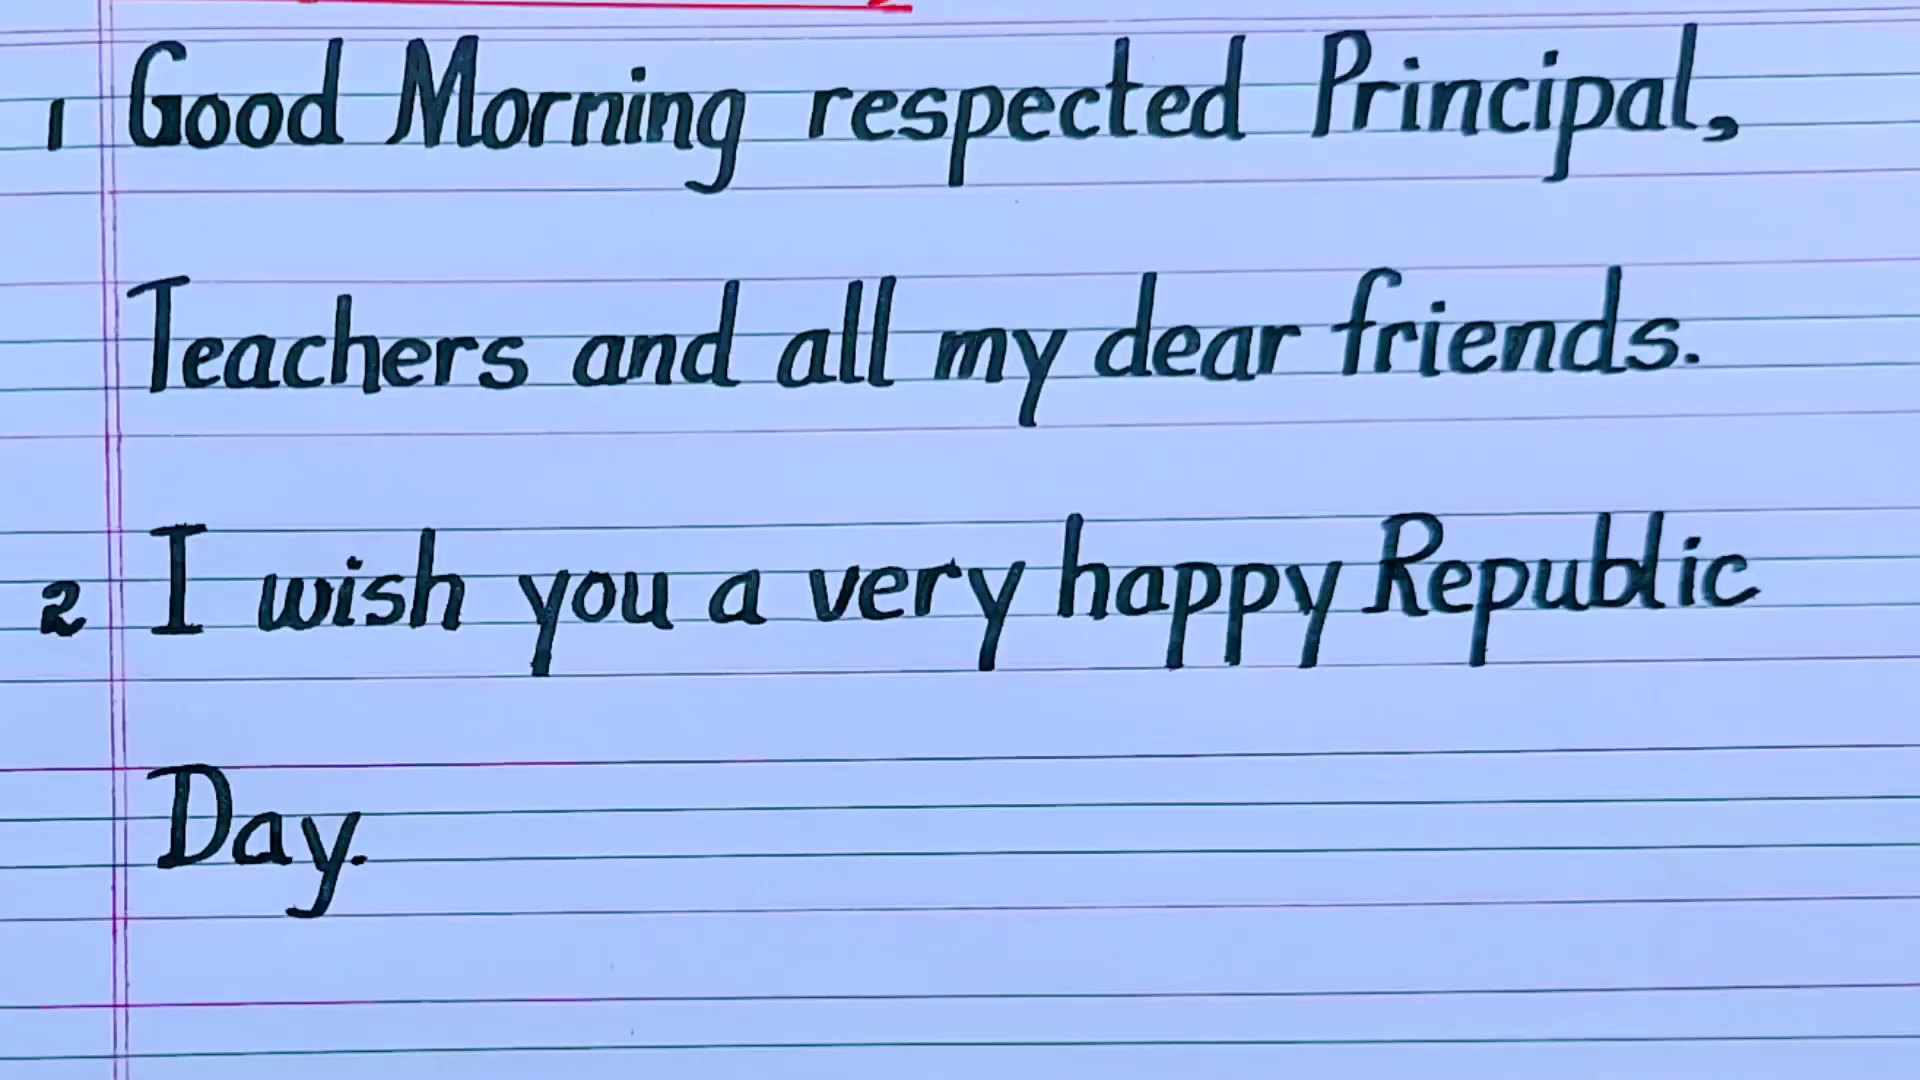 1 Good Morning respected Principal,
Teachers and all my dear friends.
2 I wish you a very happy Republic
Day.